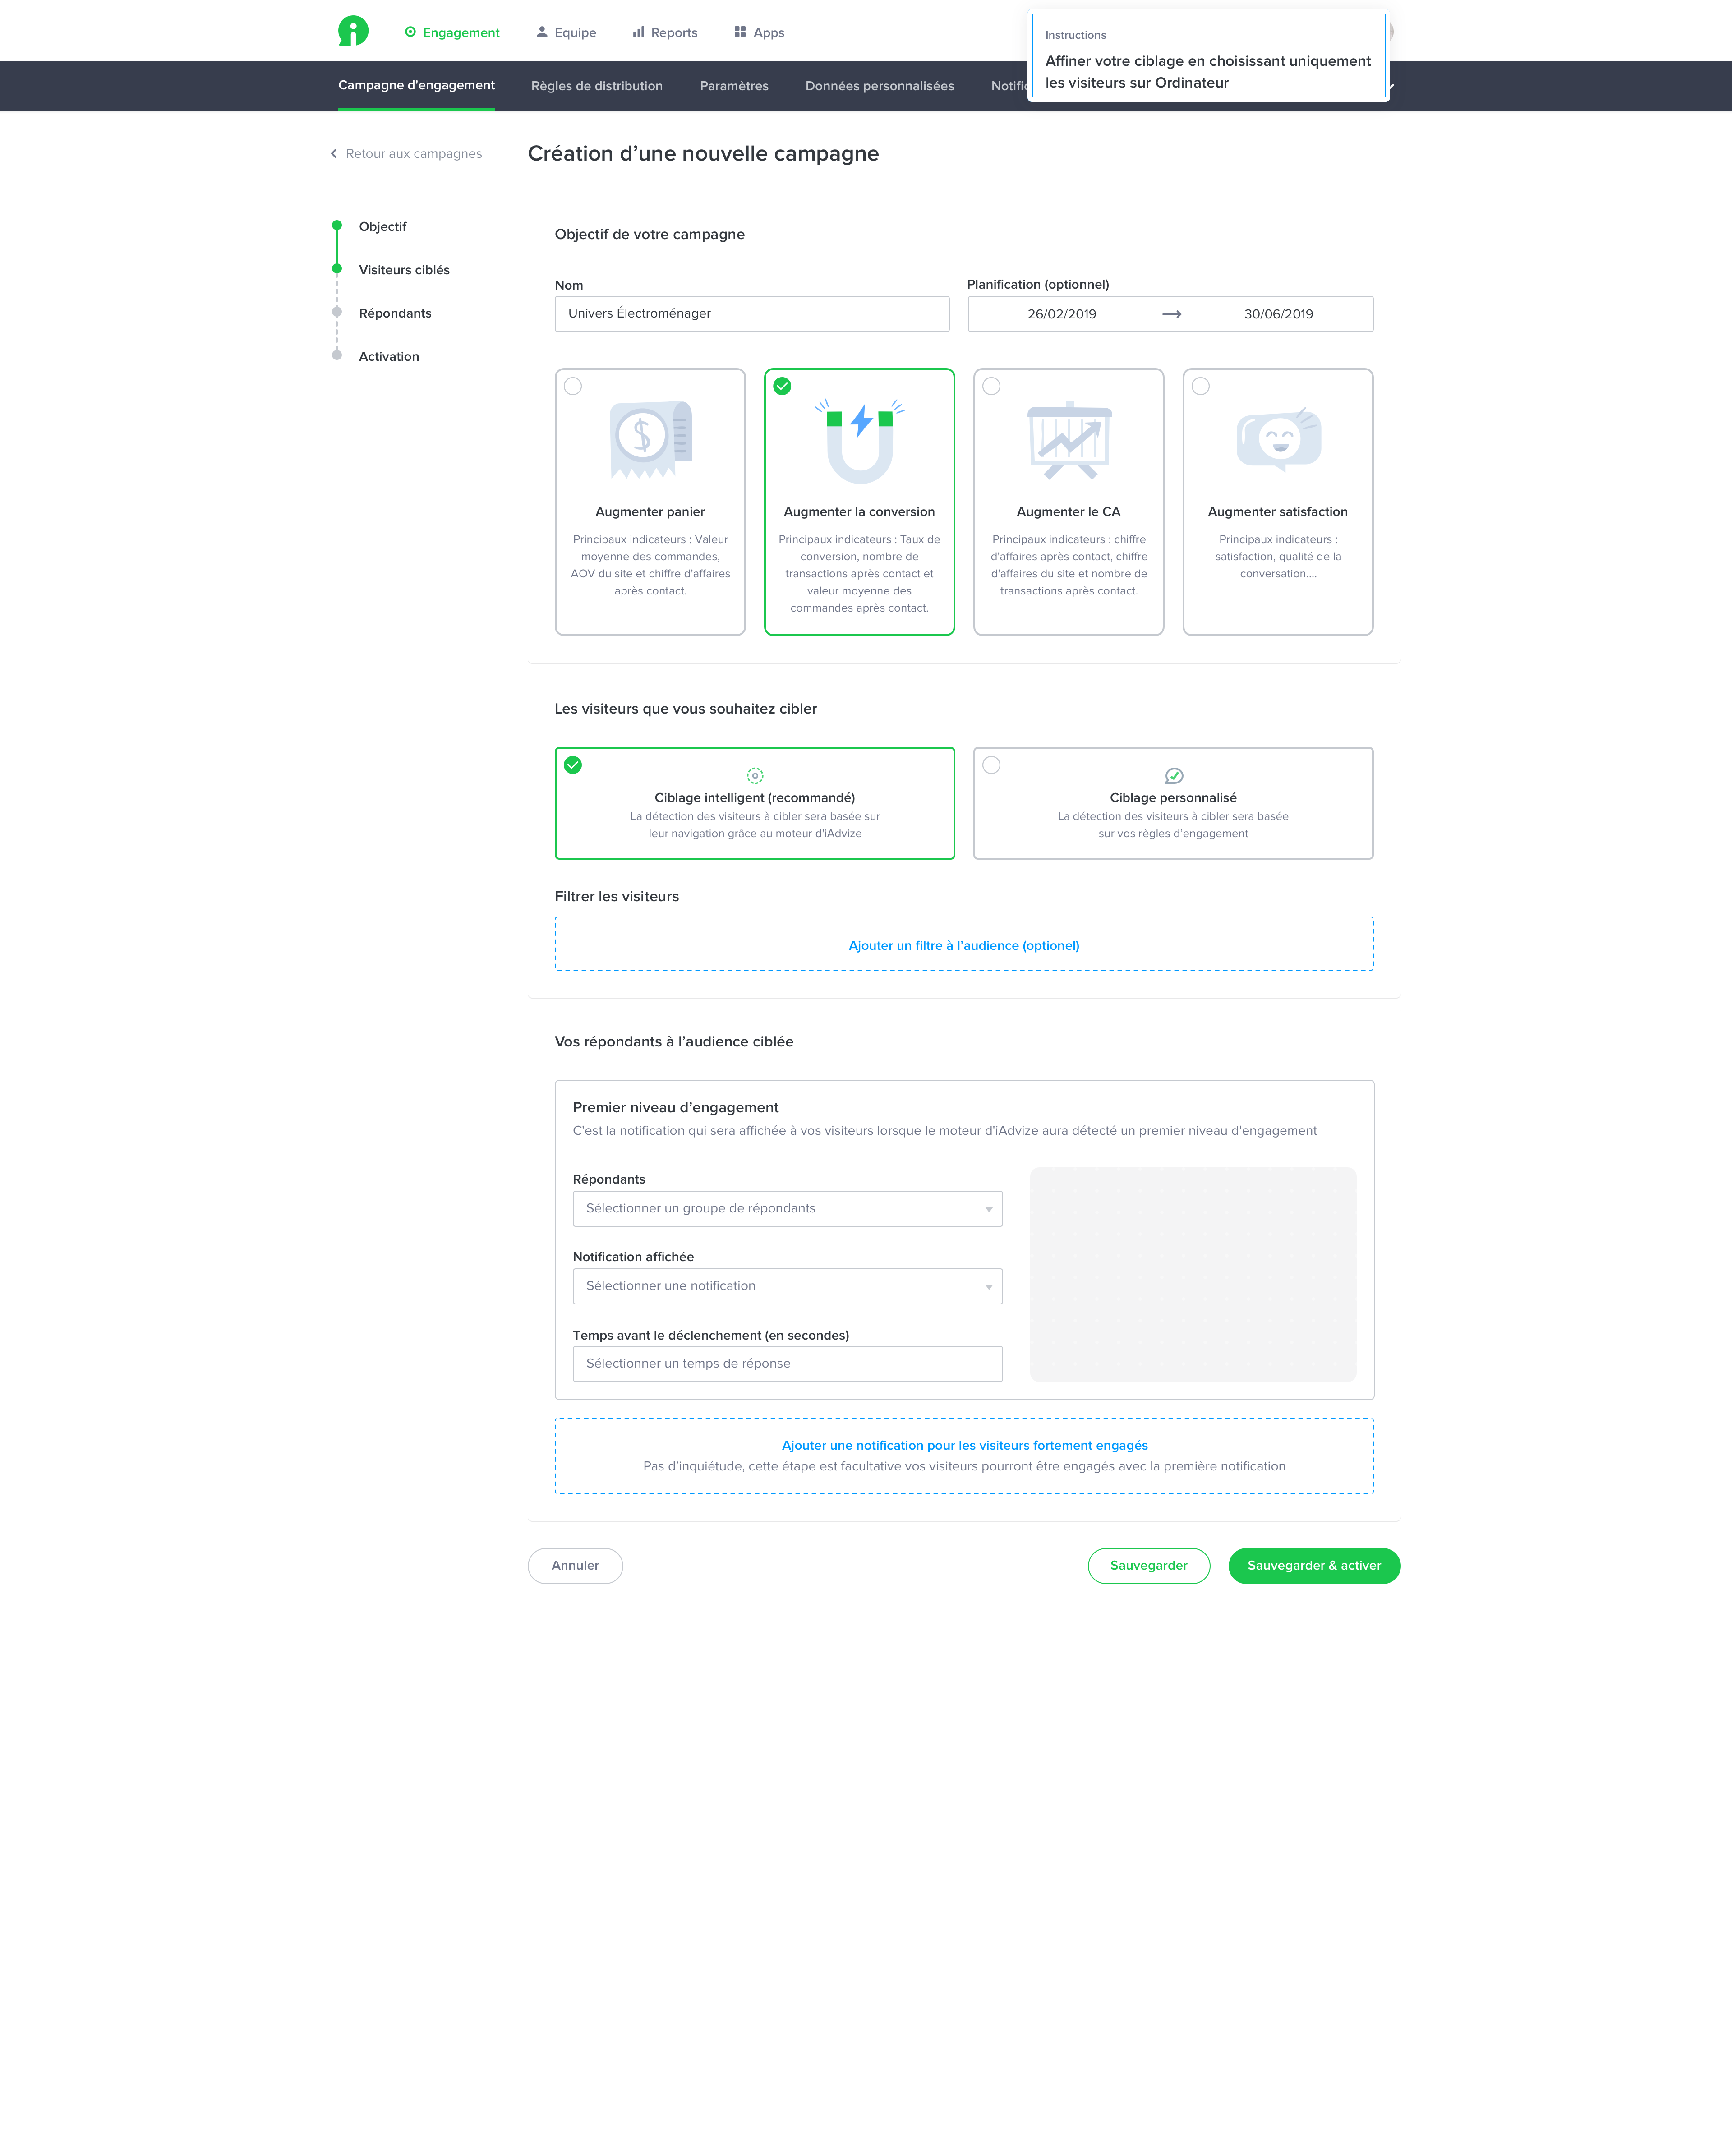 Engagement
Equipe
Reports
Apps
Instructions
Affiner votre ciblage en choisissant uniquement
les visiteurs sur Ordinateur
Campagne d'engagement
Règles de distribution
Paramètres
Données personnalisées
Retour aux campagnes
Création d’une nouvelle campagne
Objectif
Visiteurs ciblés
Répondants
Activation
Objectif de votre campagne
Nom
Planification (optionnel)
Univers Électroménager
26/02/2019
30/06/2019
Augmenter panier
Principaux indicateurs : Valeur
moyenne des commandes,
AOV du site et chiffre d'affaires
après contact.
Augmenter la conversion
Principaux indicateurs : Taux de
conversion, nombre de
transactions après contact et
valeur moyenne des
commandes après contact.
Augmenter le CA
Principaux indicateurs : chiffre
d'affaires après contact, chiffre
d'affaires du site et nombre de
transactions après contact.
Augmenter satisfaction
Principaux indicateurs :
satisfaction, qualité de la
conversation....
Les visiteurs que vous souhaitez cibler
Ciblage intelligent (recommandé)
La détection des visiteurs à cibler sera basée sur
leur navigation grâce au moteur d'iAdvize
Ciblage personnalisé
La détection des visiteurs à cibler sera basée
sur vos règles d’engagement
Filtrer les visiteurs
Ajouter un filtre à l’audience (optionel)
Vos répondants à l’audience ciblée
Premier niveau d’engagement
C'est la notification qui sera affichée à vos visiteurs lorsque le moteur d'iAdvize aura détecté un premier niveau d'engagement
Répondants
Sélectionner un groupe de répondants
Notification affichée
Sélectionner une notification
Temps avant le déclenchement (en secondes)
Sélectionner un temps de réponse
Ajouter une notification pour les visiteurs fortement engagés
Pas d’inquiétude, cette étape est facultative vos visiteurs pourront être engagés avec la première notification
Annuler
Sauvegarder
Sauvegarder & activer